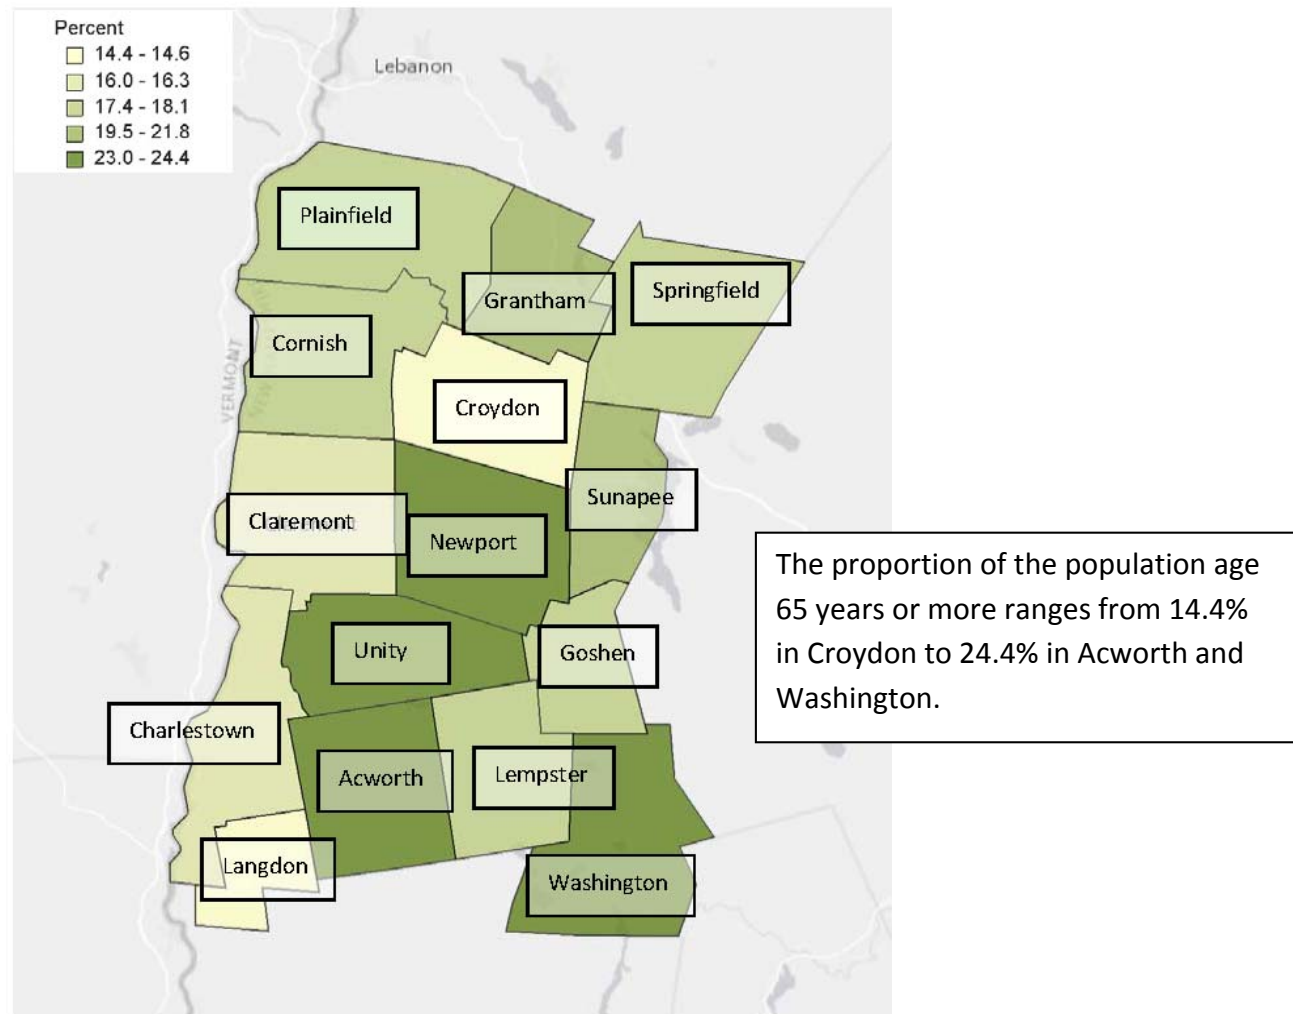 Percent
14.4 - 14.6
16.0 - 16.3
17.4 - 18.1
19.5 - 21.8
23.0 - 24.4
Lebanon
Plainfield
Grantham
Springfield
Cornish
VERMONT
Croydon
Sunapee
Claremont
Newport
The proportion of the population age
65 years or more ranges from 14.4%
in Croydon to 24.4% in Acworth and
Washington.
Unity
Goshen
Charlestown
Acworth
Lempster
Langdon
Washington